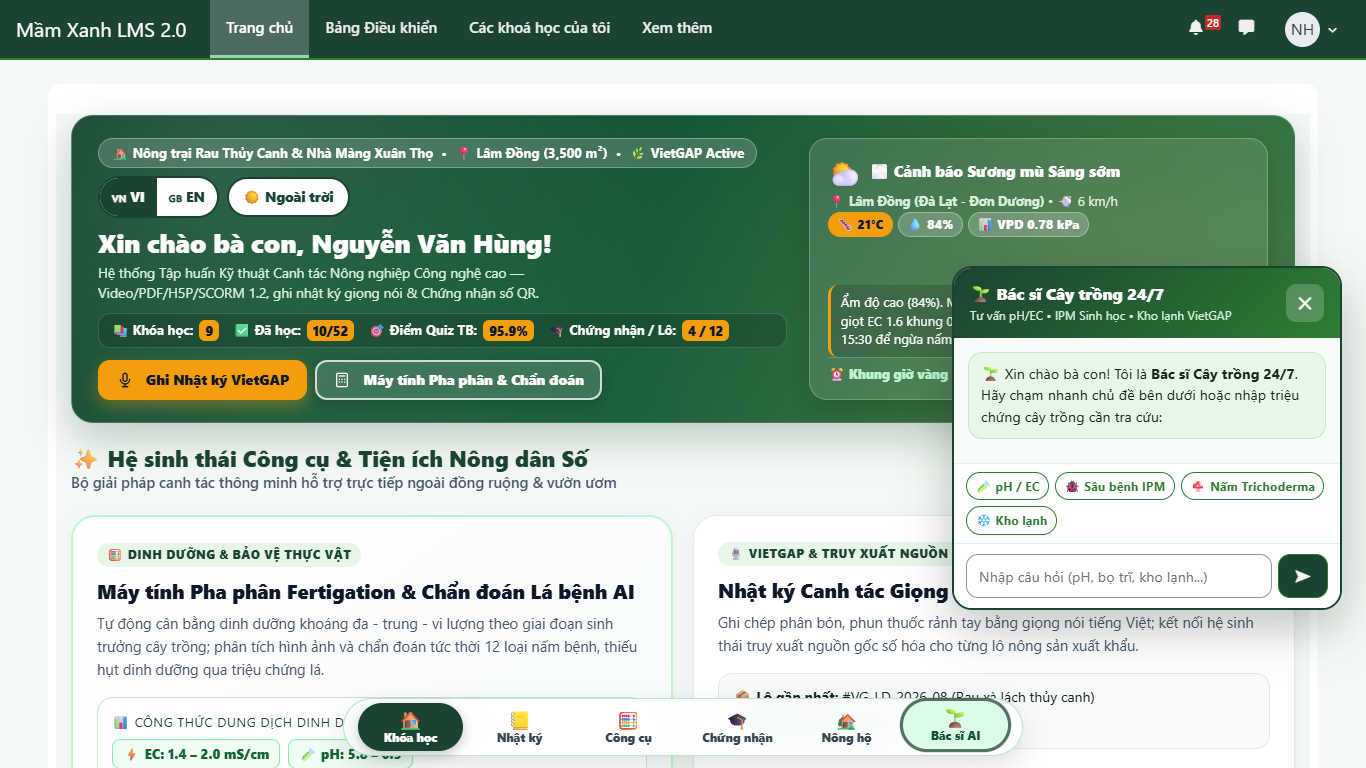 Mầm Xanh LMS 2.0
Trang chủ
Bảng Điều khiển
Các khoá học của tôi
Xem thêm
28
NH
Nông trại Rau Thủy Canh & Nhà Màng Xuân Thọ • Lâm Đồng (3,500 m²) • VietGAP Active
VN VI
GB EN
Ngoài trời
Xin chào bà con, Nguyễn Văn Hùng!
Hệ thống Tập huấn Kỹ thuật Canh tác Nông nghiệp Công nghệ cao —
Video/PDF/H5P/SCORM 1.2, ghi nhật ký giọng nói & Chứng nhận số QR.
Khóa học: 9
Đã học: 10/52
Điểm Quiz TB: 95.9%
Chứng nhận / Lô: 4 / 12
Ghi Nhật ký VietGAP
Máy tính Pha phân & Chẩn đoán
Cảnh báo Sương mù Sáng sớm
Lâm Đồng (Đà Lạt - Đơn Dương) • 6 km/h
21°C
84%
VPD 0.78 kPa
Ẩm độ cao (84%).
giọt EC 1.6 khung
15:30 để ngừa nấm
Khung giờ vàng
Bác sĩ Cây trồng 24/7
Tư vấn pH/EC • IPM Sinh học • Kho lạnh VietGAP
Xin chào bà con! Tôi là Bác sĩ Cây trồng 24/7.
Hãy chạm nhanh chủ đề bên dưới hoặc nhập triệu
chứng cây trồng cần tra cứu:
pH / EC
Sâu bệnh IPM
Nấm Trichoderma
Kho lạnh
Nhập câu hỏi (pH, bọ trĩ, kho lạnh...)
Hệ sinh thái Công cụ & Tiện ích Nông dân Số
Bộ giải pháp canh tác thông minh hỗ trợ trực tiếp ngoài đồng ruộng & vườn ươm
DINH DƯỠNG & BẢO VỆ THỰC VẬT
Máy tính Pha phân Fertigation & Chẩn đoán Lá bệnh AI
Tự động cân bằng dinh dưỡng khoáng đa - trung - vi lượng theo giai đoạn sinh
trưởng cây trồng; phân tích hình ảnh và chẩn đoán tức thời 12 loại nấm bệnh, thiếu
hụt dinh dưỡng qua triệu chứng lá.
CÔNG THỨC DUNG DỊCH DINH
EC: 1.4 – 2.0 mS/cm
pH: 5.8 – 6.5
VIETGAP & TRUY XUẤT NGUỒN
Nhật ký Canh tác Giọng
Ghi chép phân bón, phun thuốc rảnh tay bằng giọng nói tiếng Việt; kết nối hệ sinh
thái truy xuất nguồn gốc số hóa cho từng lô nông sản xuất khẩu.
Lô gần nhất: #VG-LD-2026-08 (Rau xà lách thủy canh)
Khóa học
Nhật ký
Công cụ
Chứng nhận
Nông hộ
Bác sĩ AI